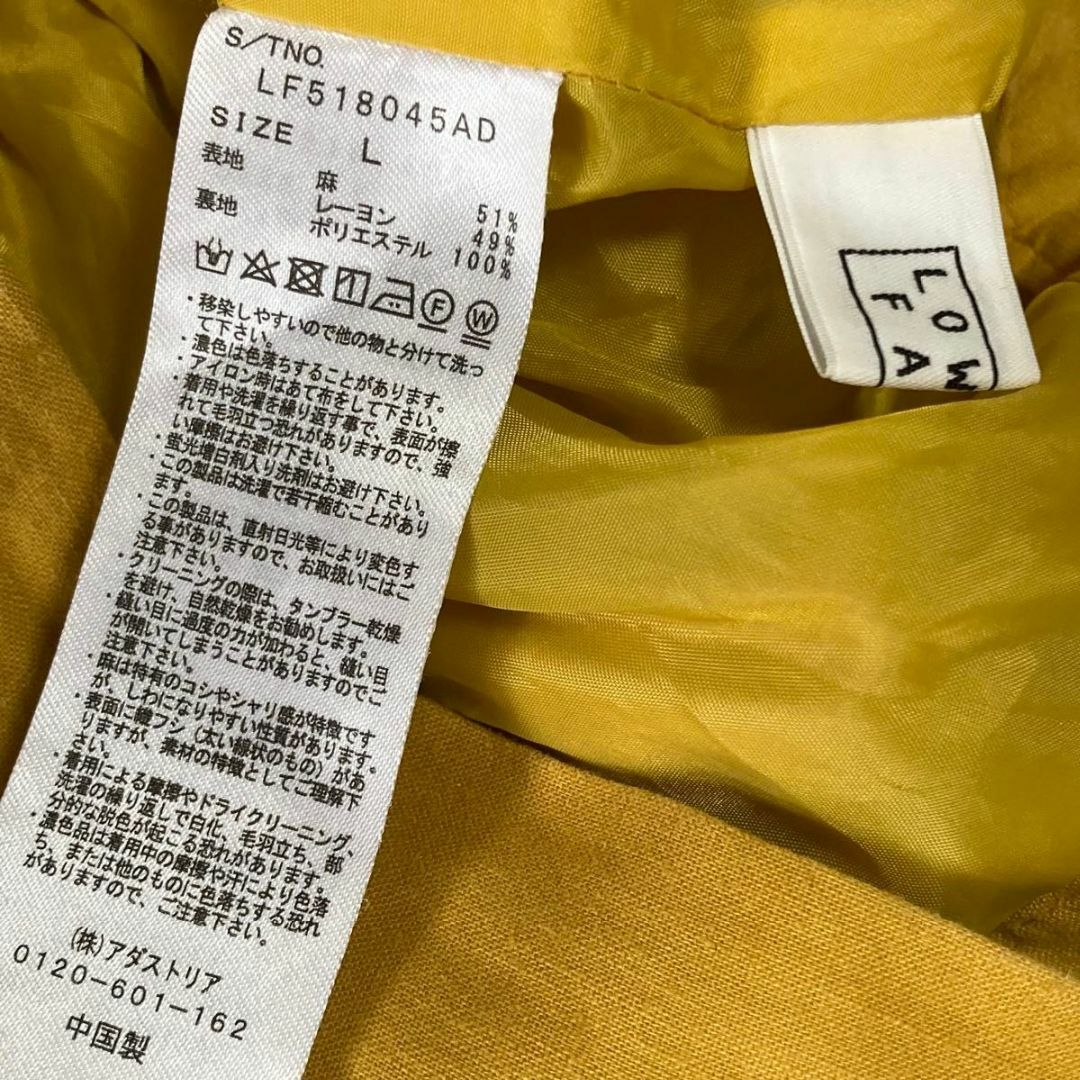 S/TNO.
LF518045AD
SIZE L
表地 麻 51%
レーヨン 49%
裏地 ポリエステル 100%
F W
・移染しやすいので他の物と分けて洗っ
て下さい。
・濃色は色落ちすることがあります。
・アイロン時はあて布をして下さい。
・着用や洗濯を繰り返す事で、表面が擦
れて毛羽立つ恐れがありますので、強
い摩擦はお避け下さい。
・蛍光増白剤入り洗剤はお避け下さい。
・この製品は洗濯で若干縮むことがあり
ます。
・この製品は、直射日光等により変色す
る事がありますので、お取扱いにはご
注意下さい。
・クリーニングの際は、タンブラー乾燥
を避け、自然乾燥をお勧めします。
・縫い目に過度の力が加わると、縫い目
が開いてしまうことがありますのでご
注意下さい。
・麻は特有のコシやシャリ感が特徴です
が、しわになりやすい性質があります。
・表面に繊フシ（太い線状のもの）があ
りますが、素材の特徴としてご理解下
さい。
・着用による摩擦やドライクリーニング、
洗濯の繰り返しで白化、毛羽立ち、部
分的な脱色が起こる恐れがあります。
・濃色品は着用中の摩擦や汗により色落
ち、または他のものに色落ちする恐れ
がありますので、ご注意下さい。
(株)アダストリア
0120-601-162
中国製
LOW
FA